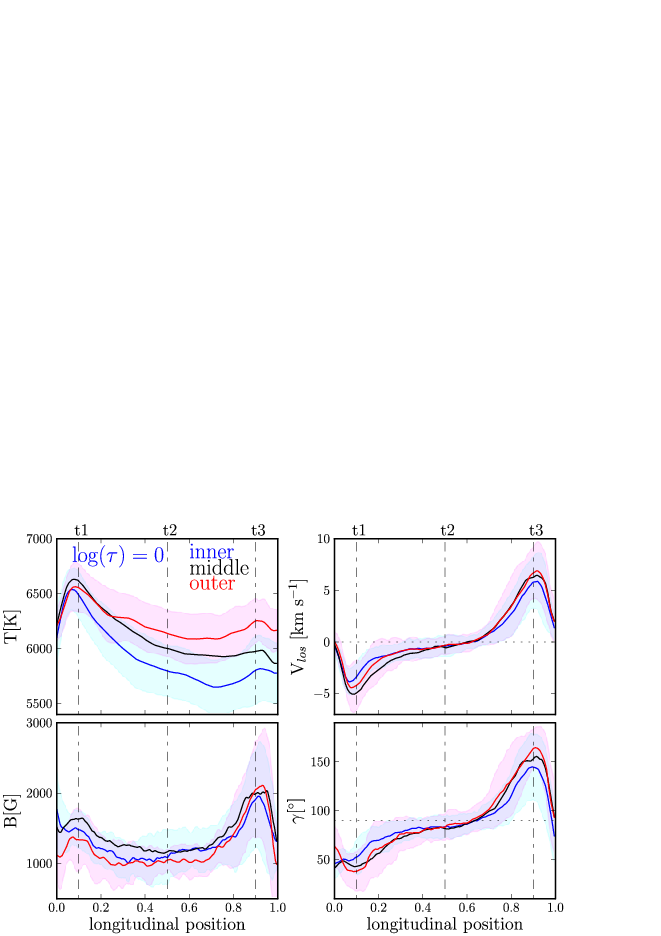 t1 t2 t3 t1 t2 t3
7000
6500
6000
5500
T[K]
log(τ) = 0
inner
middle
outer
10
5
0
−5
V_los [km s⁻¹]
3000
2000
1000
B[G]
150
100
50
γ[°]
0.0 0.2 0.4 0.6 0.8 1.0
longitudinal position
0.0 0.2 0.4 0.6 0.8 1.0
longitudinal position